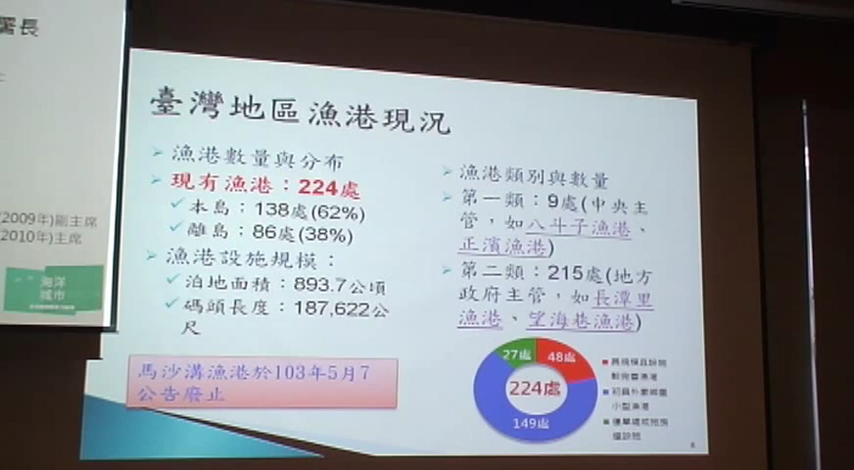 署長
(2009年)副主席
2010年)主席
海洋
城市
臺灣地區漁港現況
漁港數量與分布
現有漁港：224處
本島：138處(62%)
離島：86處(38%)
漁港設施規模：
泊地面積：893.7公頃
碼頭長度：187,622公
尺
馬沙溝漁港於103年5月7
公告廢止
漁港類別與數量
第一類：9處(中央主
管，如八斗子漁港、
正濱漁港)
第二類：215處(地方
政府主管，如長潭里
漁港、望海巷漁港)
27處
48處
224處
149處
小型漁港